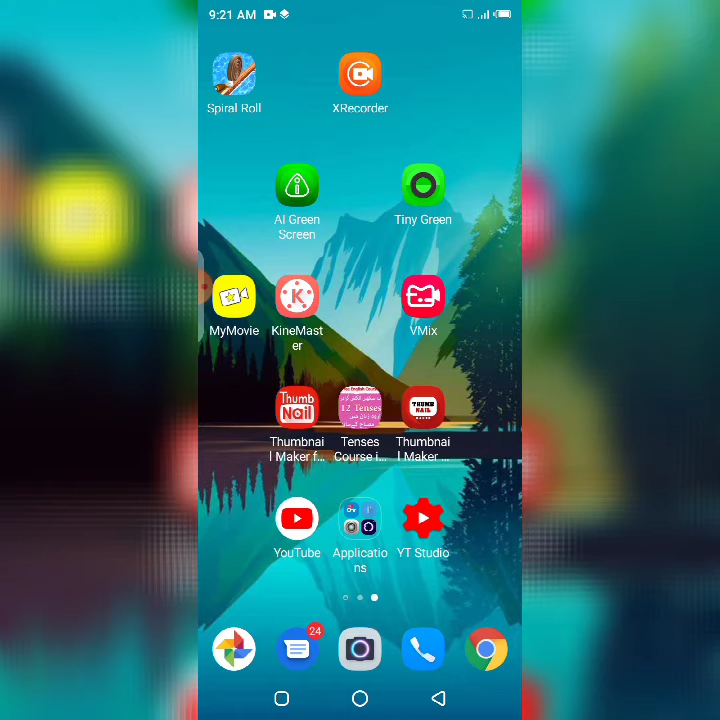 9:21 AM
Spiral Roll
XRecorder
AI Green
Screen
Tiny Green
MyMovie
KineMast
er
VMix
Thumb
Nail
12 Tenses
THUMB
NAIL
Thumbnai
l Maker f...
Tenses
Course i...
Thumbnai
l Maker ...
YouTube
Applicatio
ns
YT Studio
24